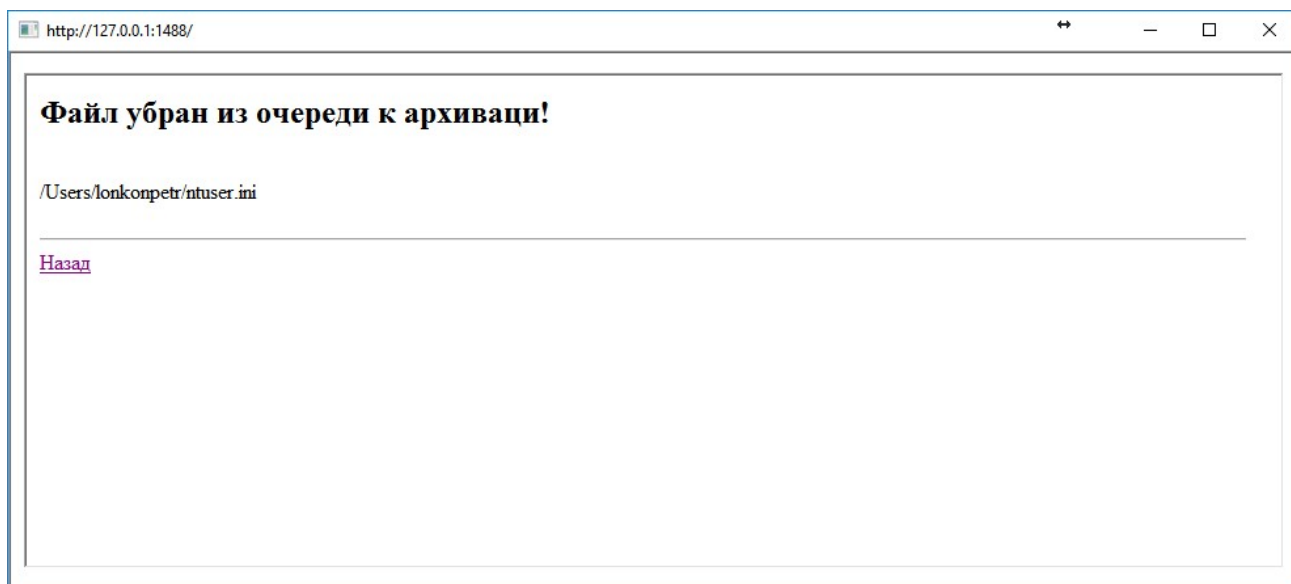 http://127.0.0.1:1488/
Файл убран из очереди к архиваци!
/Users/lonkonpetr/ntuser.ini
Назад